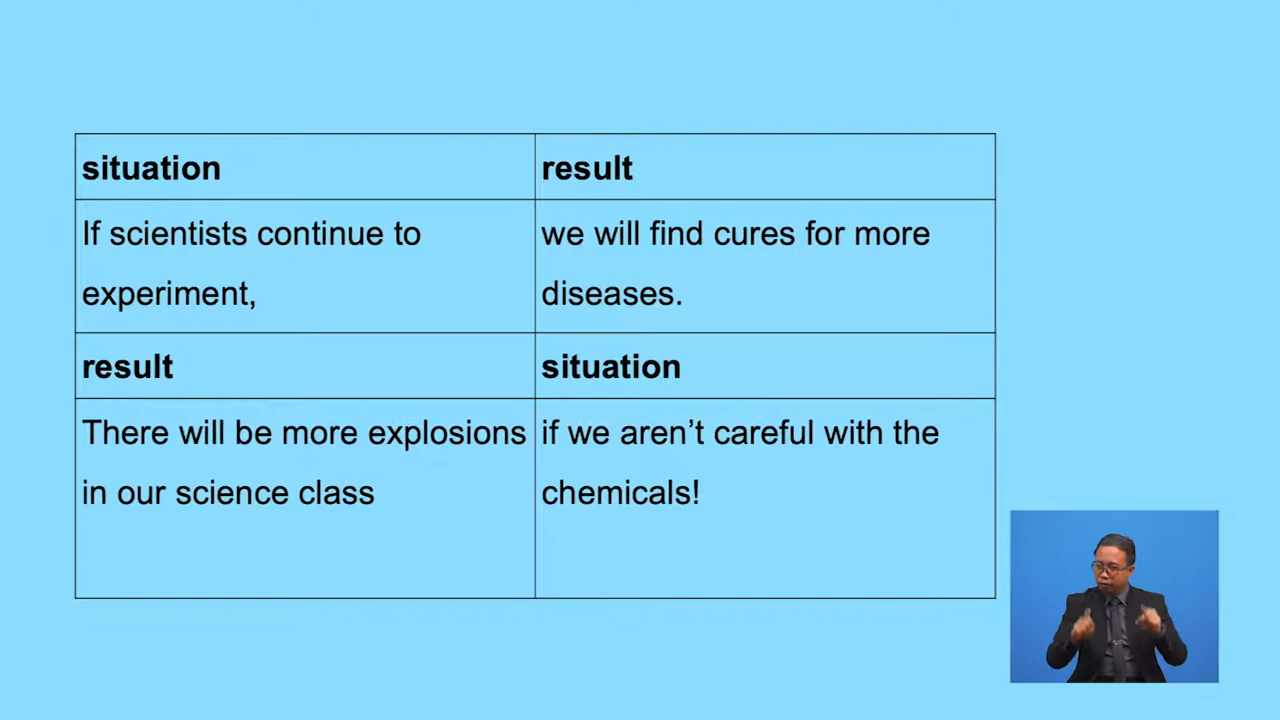 situation
result
If scientists continue to
experiment,
we will find cures for more
diseases.
result
situation
There will be more explosions
in our science class
if we aren’t careful with the
chemicals!